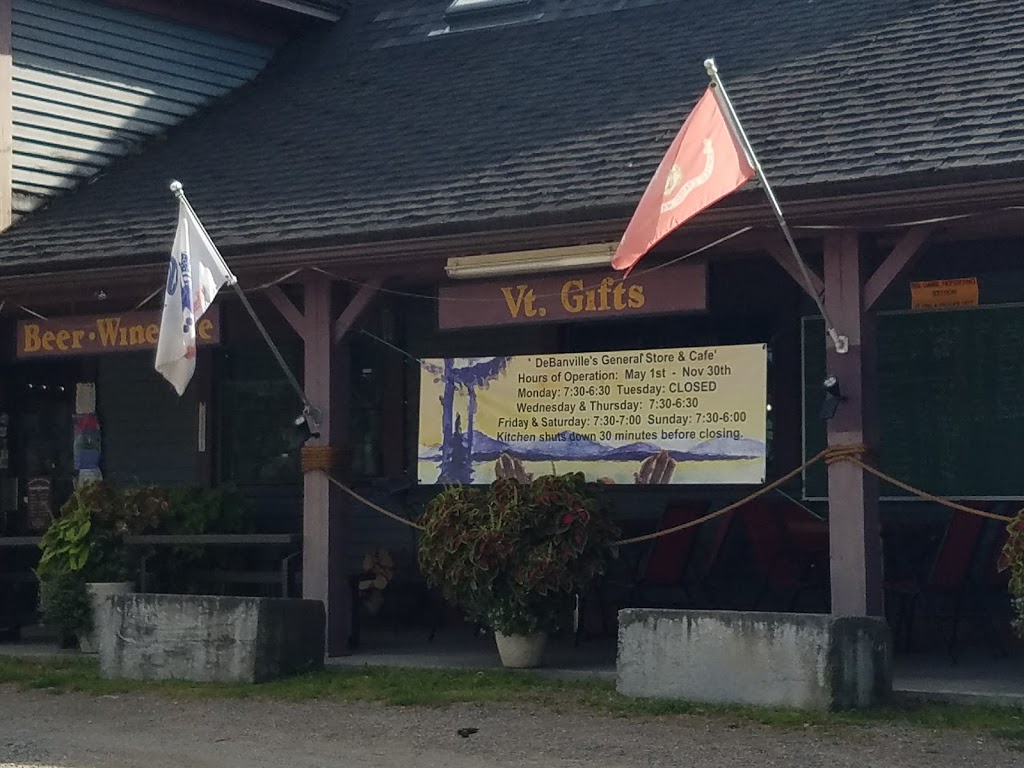 Vt. Gifts
Beer·Wine
' DeBanville's General Store & Cafe'
Hours of Operation: May 1st - Nov 30th
Monday: 7:30-6:30 Tuesday: CLOSED
Wednesday & Thursday: 7:30-6:30
Friday & Saturday: 7:30-7:00 Sunday: 7:30-6:00
Kitchen shuts down 30 minutes before closing.